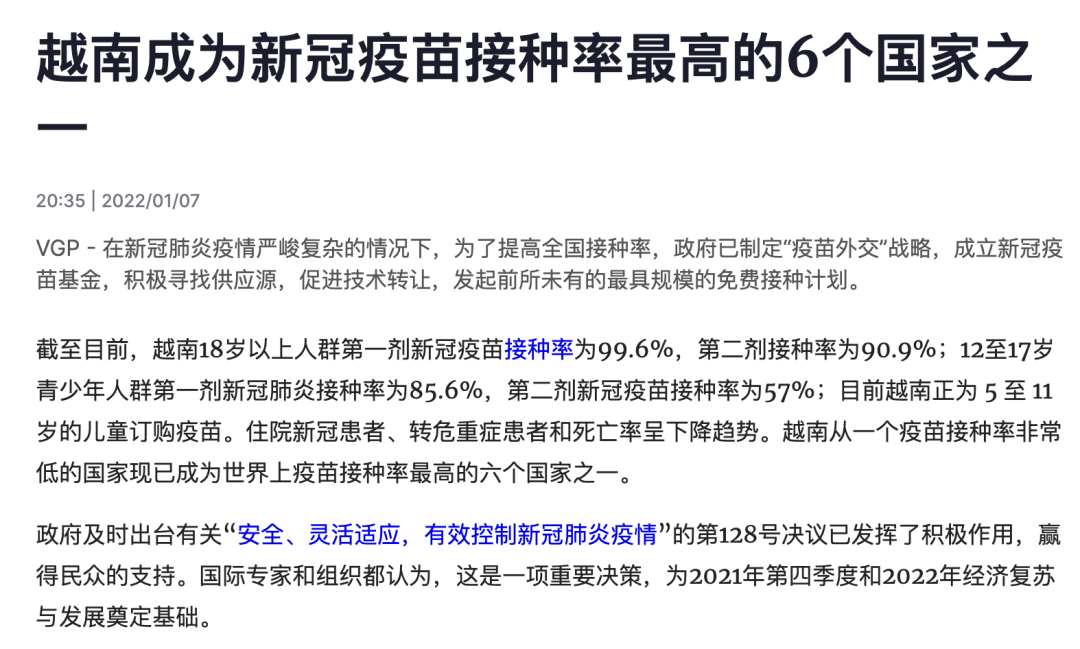 越南成为新冠疫苗接种率最高的6个国家之
一
20:35 | 2022/01/07
VGP - 在新冠肺炎疫情严峻复杂的情况下，为了提高全国接种率，政府已制定“疫苗外交”战略，成立新冠疫
苗基金，积极寻找供应源，促进技术转让，发起前所未有的最具规模的免费接种计划。
截至目前，越南18岁以上人群第一剂新冠疫苗接种率为99.6%，第二剂接种率为90.9%；12至17岁
青少年人群第一剂新冠肺炎接种率为85.6%，第二剂新冠疫苗接种率为57%；目前越南正为 5 至 11
岁的儿童订购疫苗。住院新冠患者、转危重症患者和死亡率呈下降趋势。越南从一个疫苗接种率非常
低的国家现已成为世界上疫苗接种率最高的六个国家之一。
政府及时出台有关“安全、灵活适应，有效控制新冠肺炎疫情”的第128号决议已发挥了积极作用，赢
得民众的支持。国际专家和组织都认为，这是一项重要决策，为2021年第四季度和2022年经济复苏
与发展奠定基础。